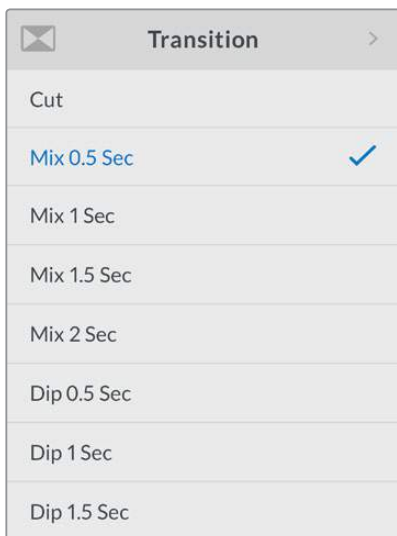 Transition
Cut
Mix 0.5 Sec
Mix 1 Sec
Mix 1.5 Sec
Mix 2 Sec
Dip 0.5 Sec
Dip 1 Sec
Dip 1.5 Sec